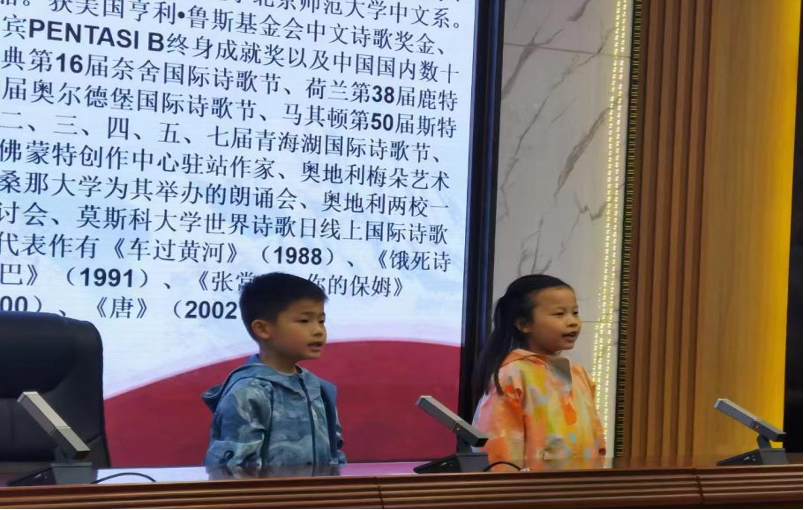 北京师范大学中文系。
获美国亨利•鲁斯基金会中文诗歌奖金、
宾PENTASI B终身成就奖以及中国国内数十
典第16届奈舍国际诗歌节、荷兰第38届鹿特
届奥尔德堡国际诗歌节、马其顿第50届斯特
二、三、四、五、七届青海湖国际诗歌节、
佛蒙特创作中心驻站作家、奥地利梅朵艺术
桑那大学为其举办的朗诵会、奥地利两校一
讨会、莫斯科大学世界诗歌日线上国际诗歌
代表作有《车过黄河》（1988）、《饿死诗
巴》（1991）、《张常 你的保姆》
00）、《唐》（2002